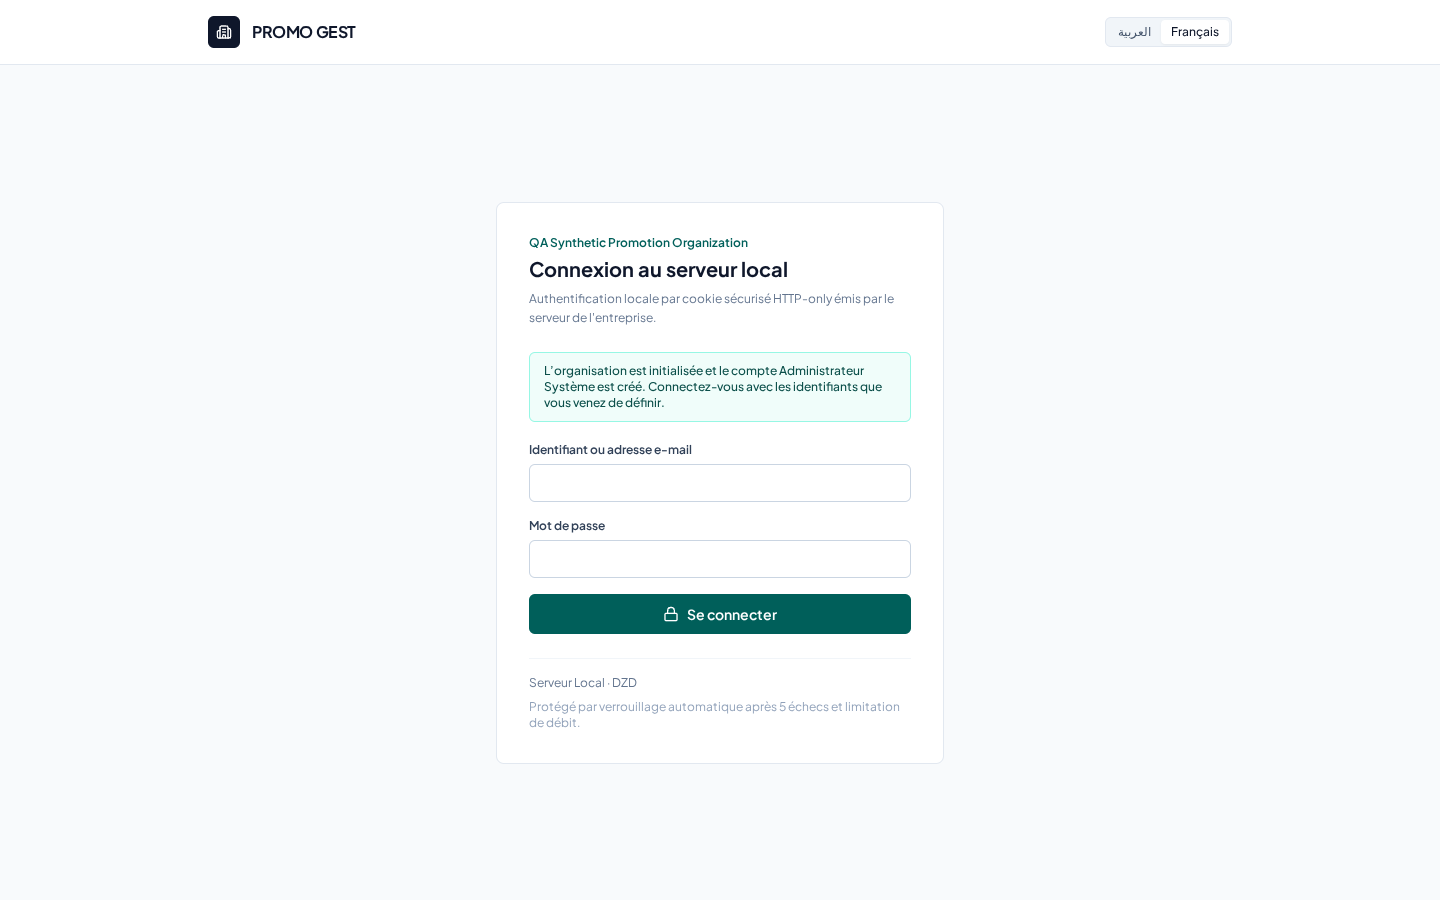 PROMO GEST
العربية
Français
QA Synthetic Promotion Organization
Connexion au serveur local
Authentification locale par cookie sécurisé HTTP-only émis par le
serveur de l'entreprise.
L'organisation est initialisée et le compte Administrateur
Système est créé. Connectez-vous avec les identifiants que
vous venez de définir.
Identifiant ou adresse e-mail
Mot de passe
Se connecter
Serveur Local · DZD
Protégé par verrouillage automatique après 5 échecs et limitation
de débit.